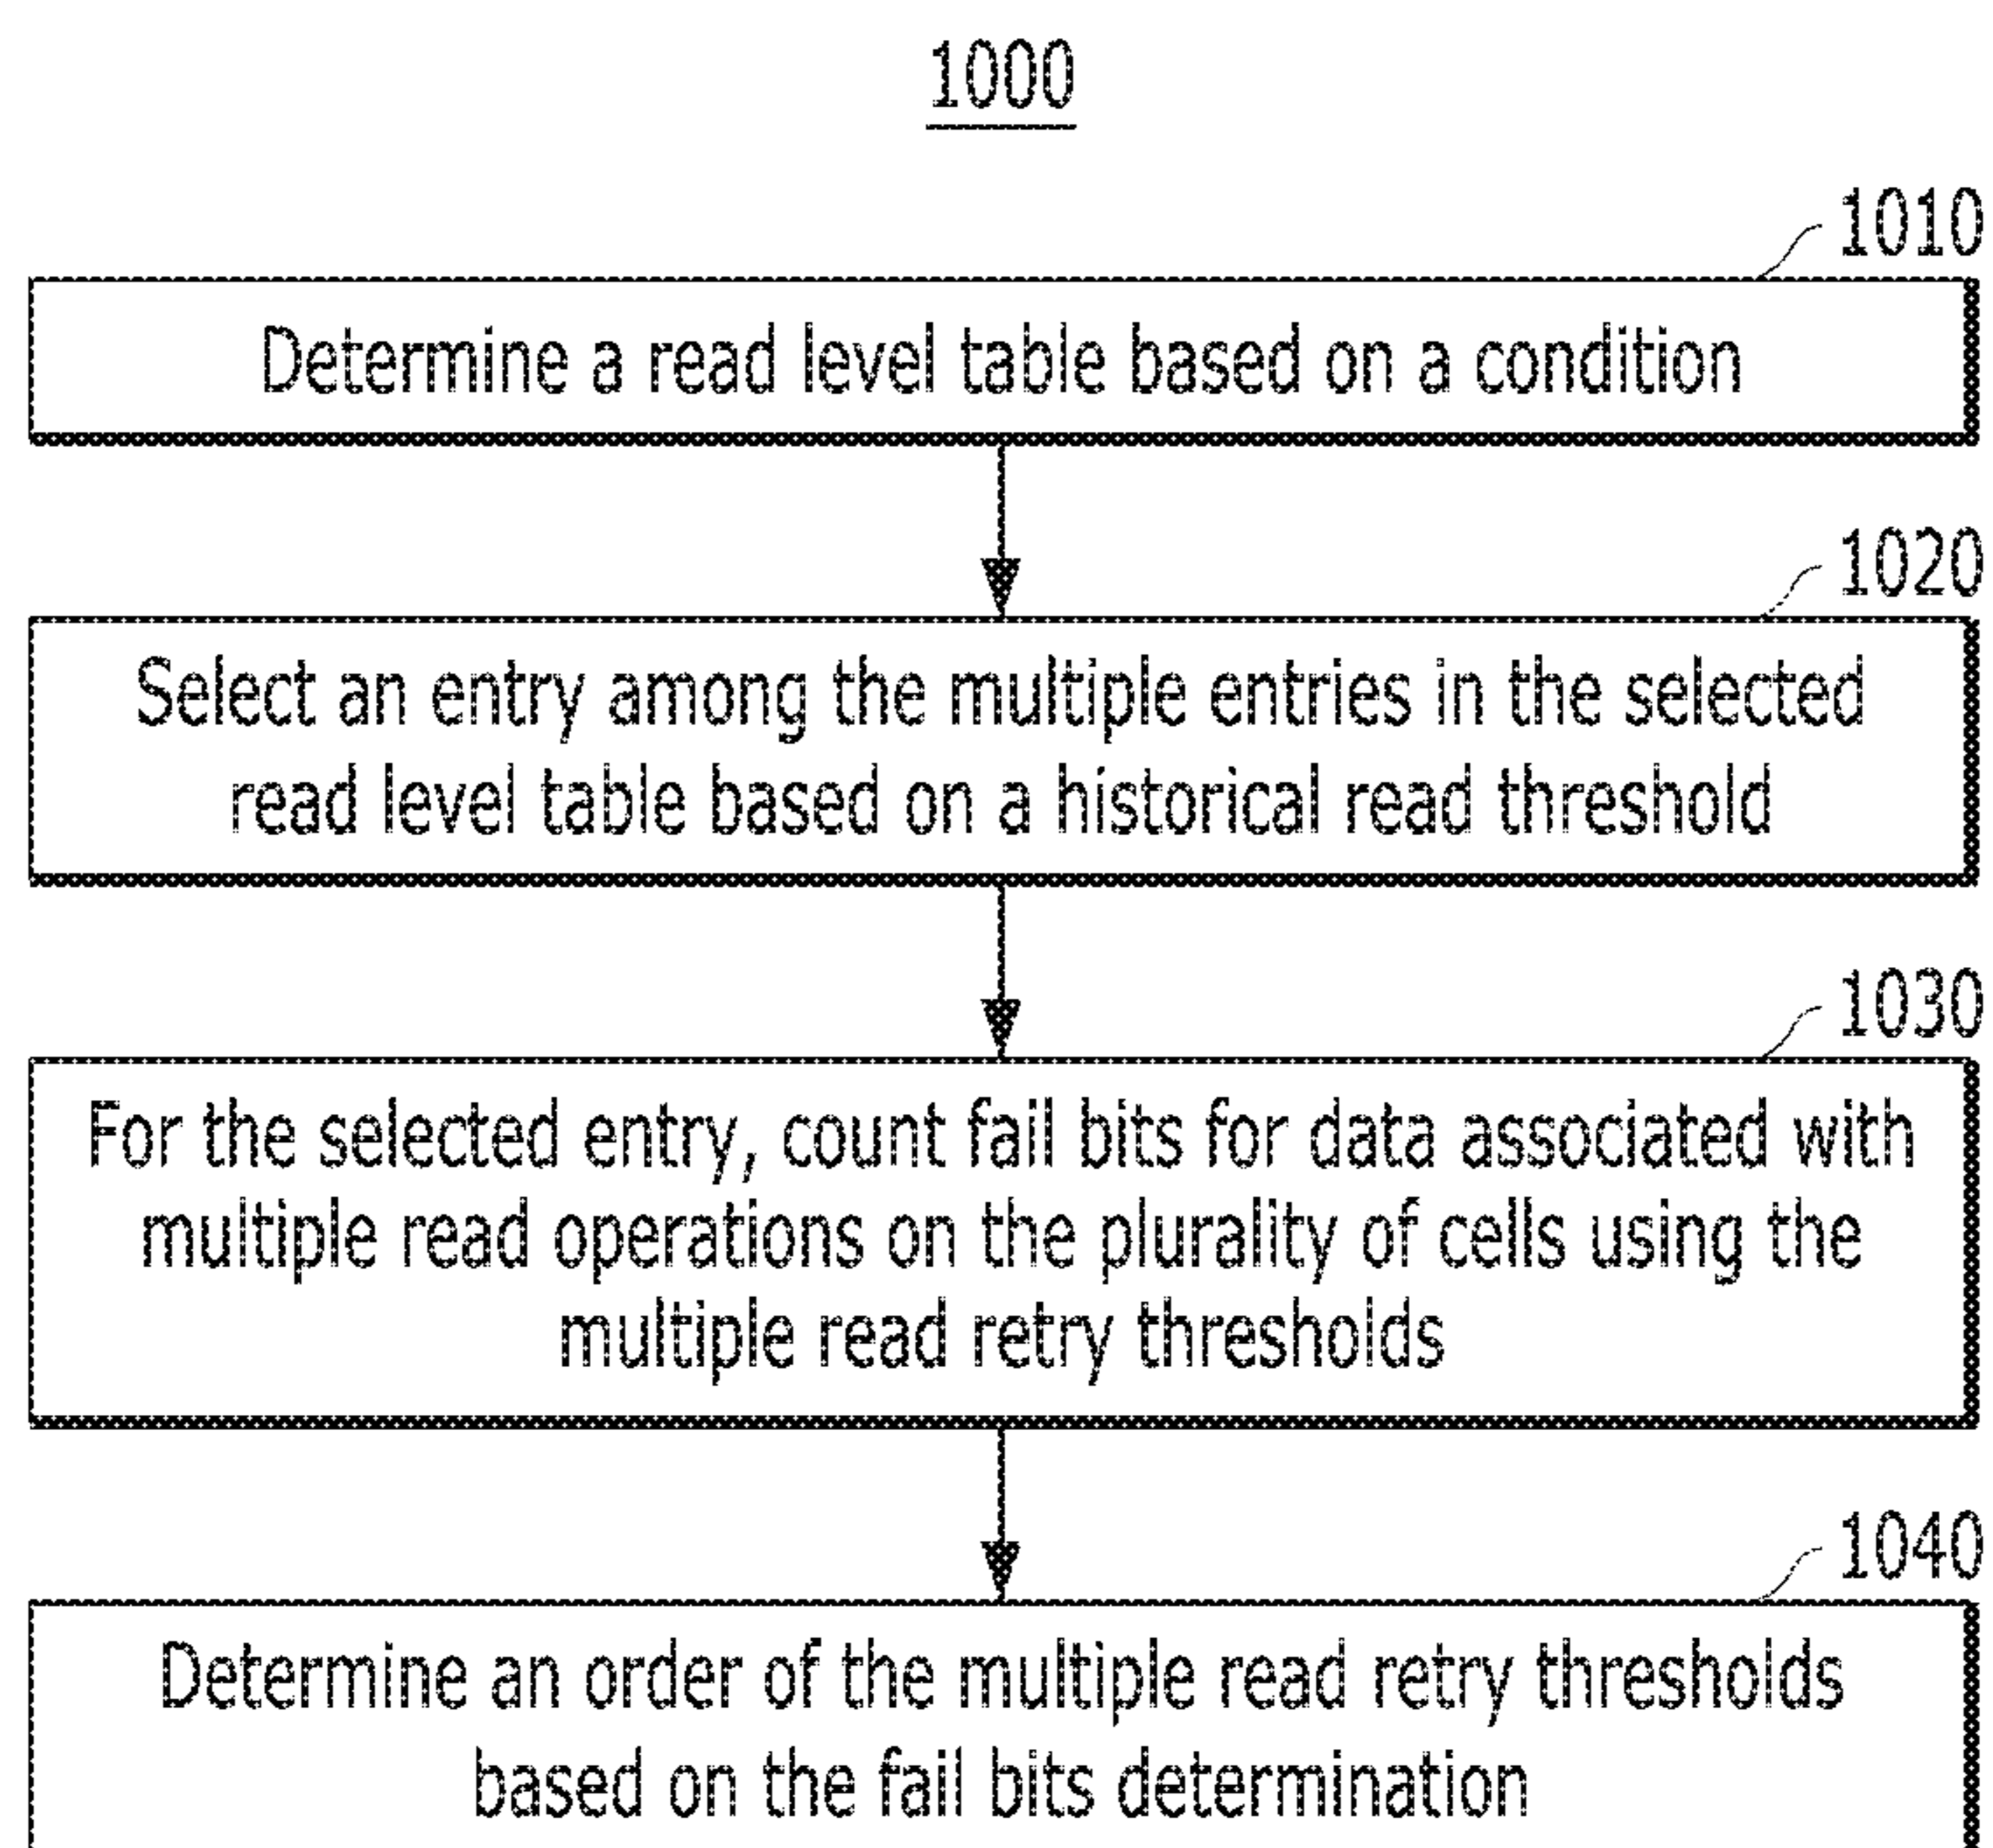 1000
1010
Determine a read level table based on a condition
1020
Select an entry among the multiple entries in the selected
read level table based on a historical read threshold
1030
For the selected entry, count fail bits for data associated with
multiple read operations on the plurality of cells using the
multiple read retry thresholds
1040
Determine an order of the multiple read retry thresholds
based on the fail bits determination